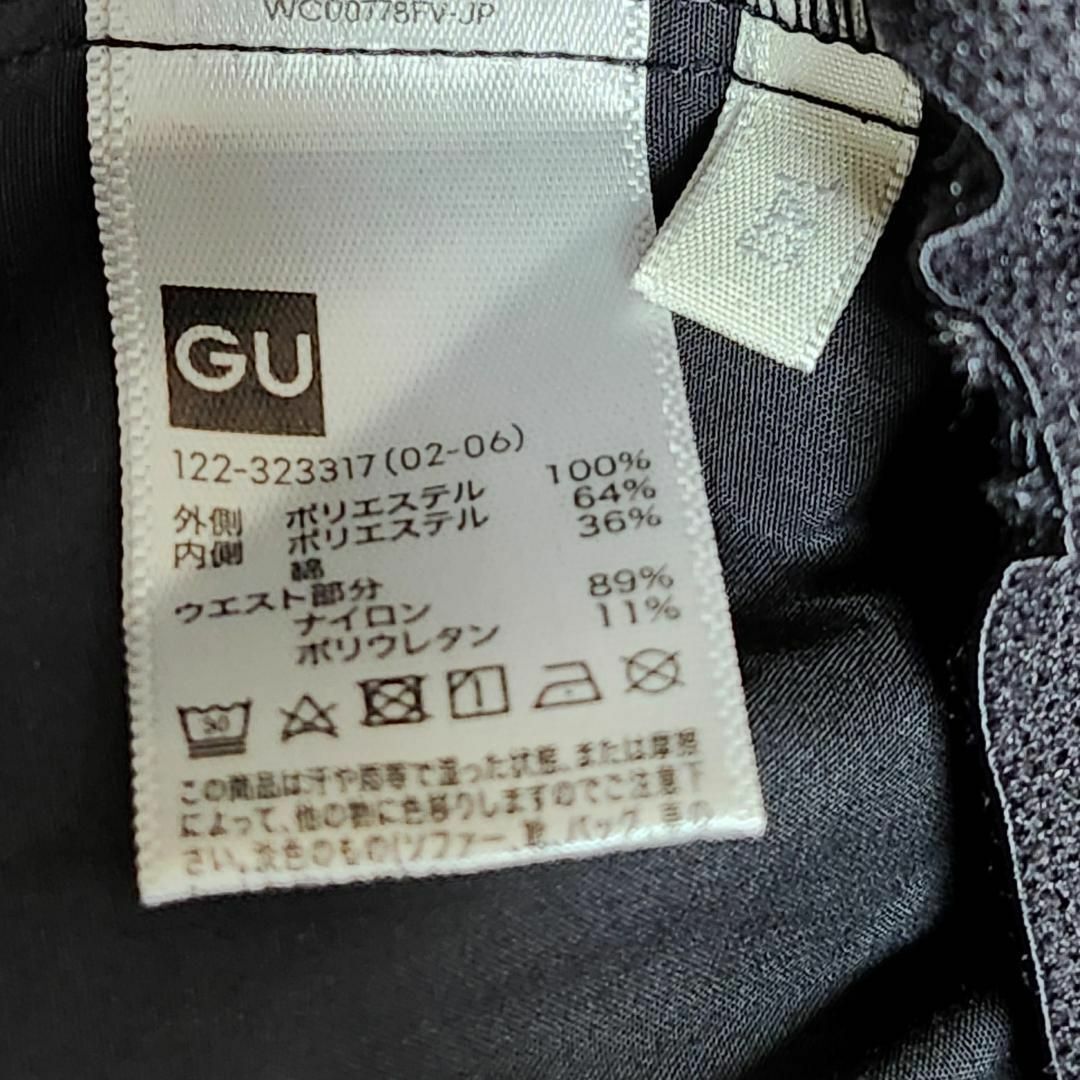 WC00778FV-JP
GU
122-323317(02-06)
外側 ポリエステル 100%
内側 ポリエステル 64%
綿 36%
ウエスト部分
ナイロン 89%
ポリウレタン 11%
30
1
この商品は汗や雨等で湿った状態、または摩擦
によって、他の物に色移りしますのでご注意下
さい。淡色のもの(ソファー、靴、バッグ、車の